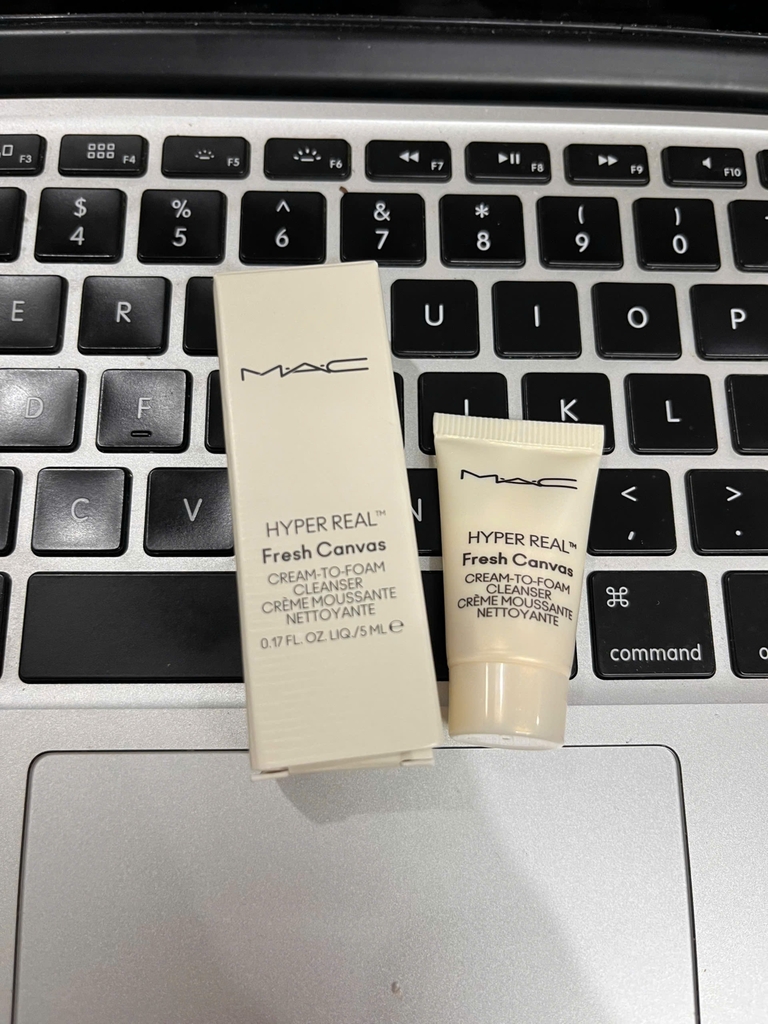 F3 F4 F5 F6 F7 F8 F9 F10
$ % ^ & * ( )
4 5 6 7 8 9 0
E R U I O P
D F K L
C V N < >
, .
⌘
command
M·A·C
HYPER REAL™
Fresh Canvas
CREAM-TO-FOAM
CLEANSER
CRÈME MOUSSANTE
NETTOYANTE
0.17 FL. OZ. LIQ./5 ML ℮
M·A·C
HYPER REAL™
Fresh Canvas
CREAM-TO-FOAM
CLEANSER
CRÈME MOUSSANTE
NETTOYANTE